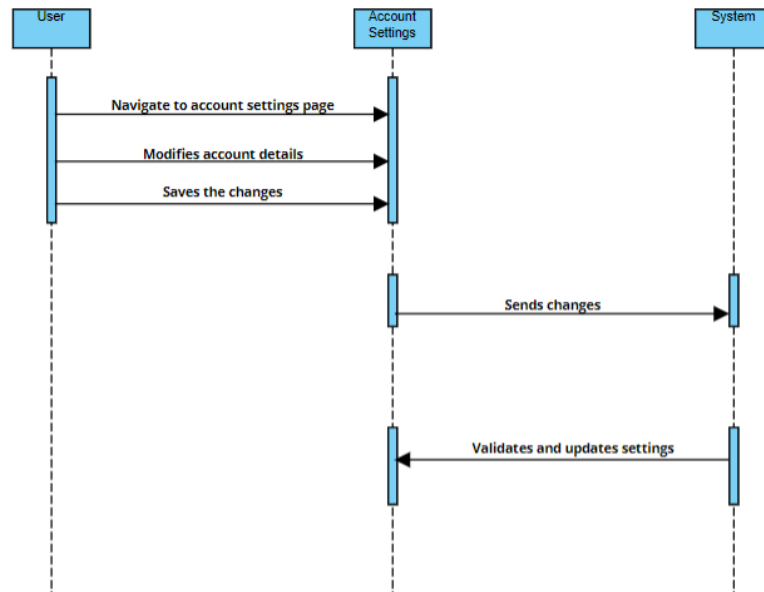 User
Account
Settings
System
Navigate to account settings page
Modifies account details
Saves the changes
Sends changes
Validates and updates settings